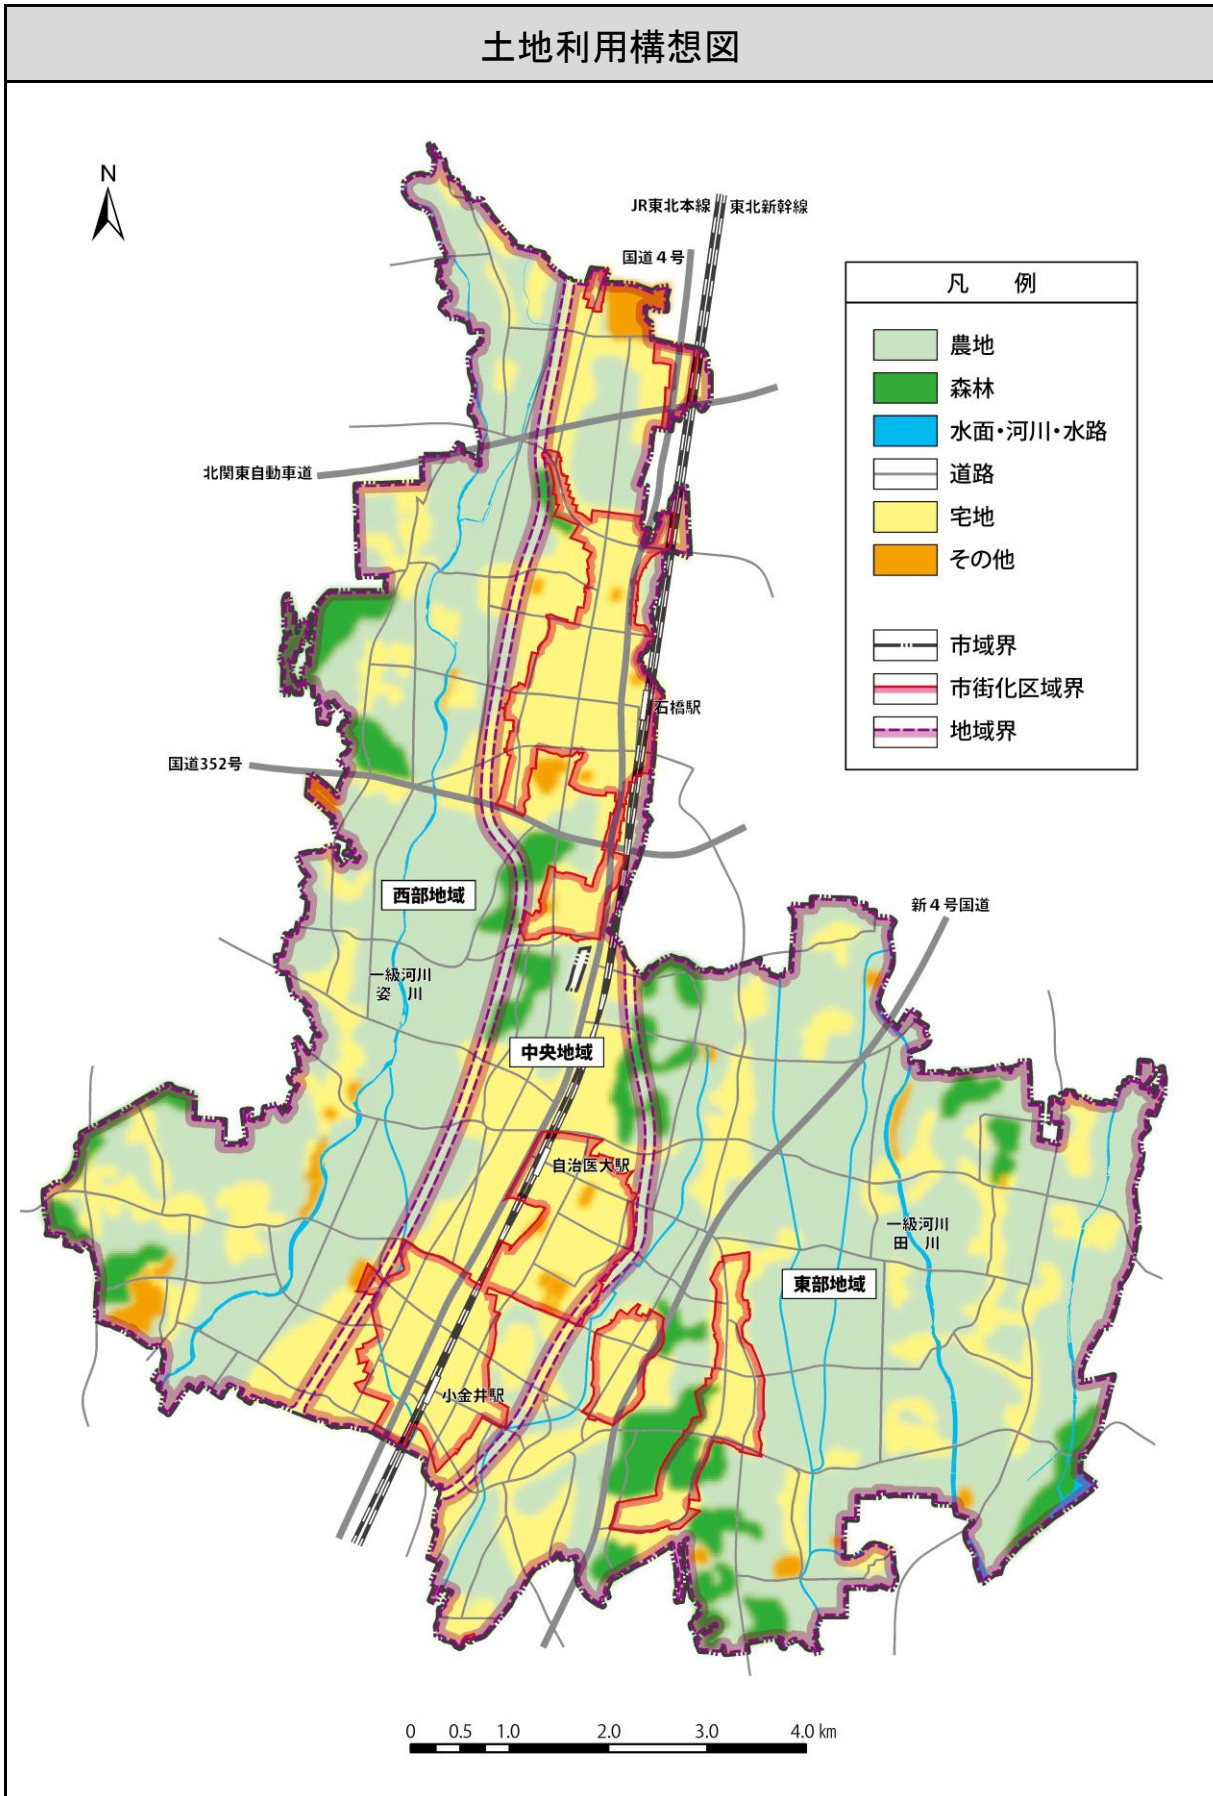 土地利用構想図
N
JR東北本線
東北新幹線
国道4号
凡　例
農地
森林
水面・河川・水路
道路
宅地
その他
市域界
市街化区域界
地域界
北関東自動車道
石橋駅
国道352号
西部地域
新4号国道
一級河川
姿　川
中央地域
自治医大駅
一級河川
田　川
東部地域
小金井駅
0 0.5 1.0 2.0 3.0 4.0 km